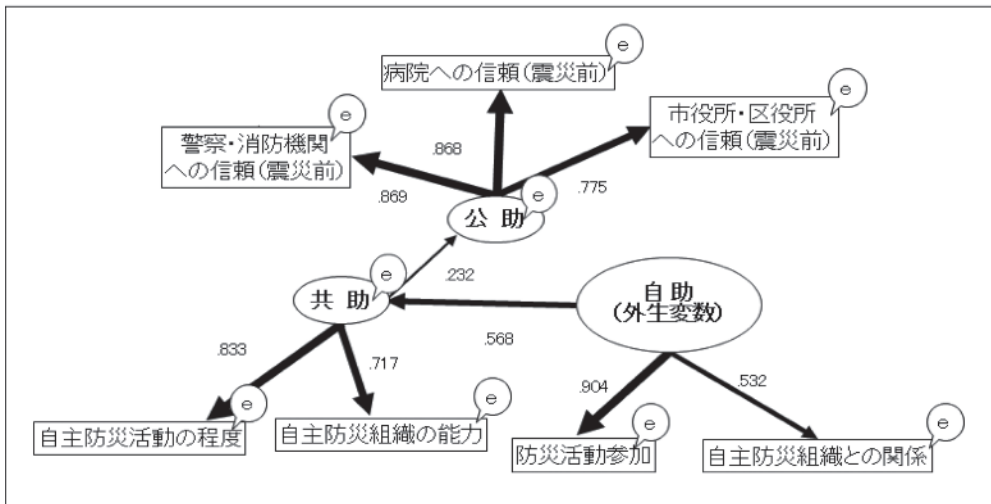 e
病院への信頼(震災前)
e
警察・消防機関
への信頼(震災前)
e
市役所・区役所
への信頼(震災前)
.868
.869
.775
e
公 助
e
共 助
.232
自助
(外生変数)
.568
.833
.717
.904
.532
e
自主防災活動の程度
e
自主防災組織の能力
e
防災活動参加
e
自主防災組織との関係